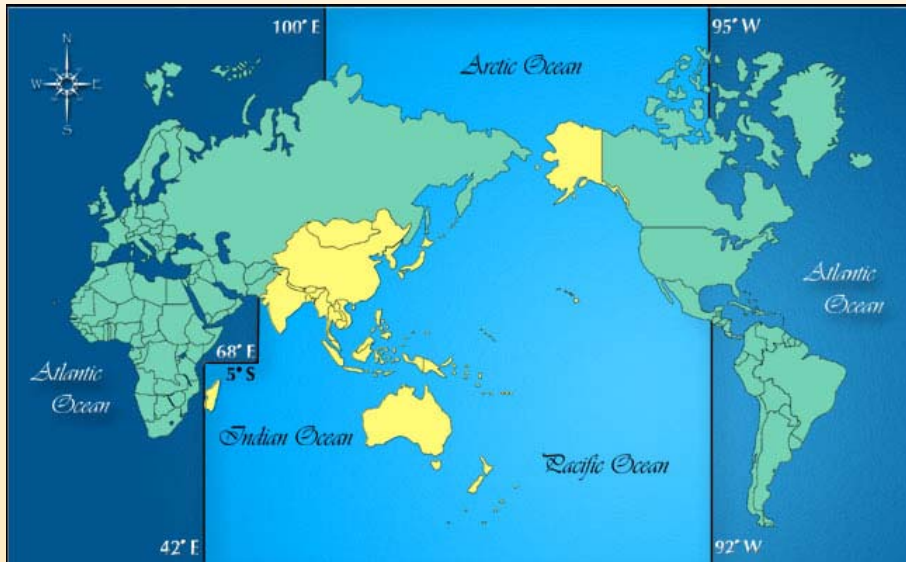 100° E
95° W
N
W E
S
Arctic Ocean
Atlantic
Ocean
68° E
5° S
Atlantic
Ocean
Indian Ocean
Pacific Ocean
42° E
92° W